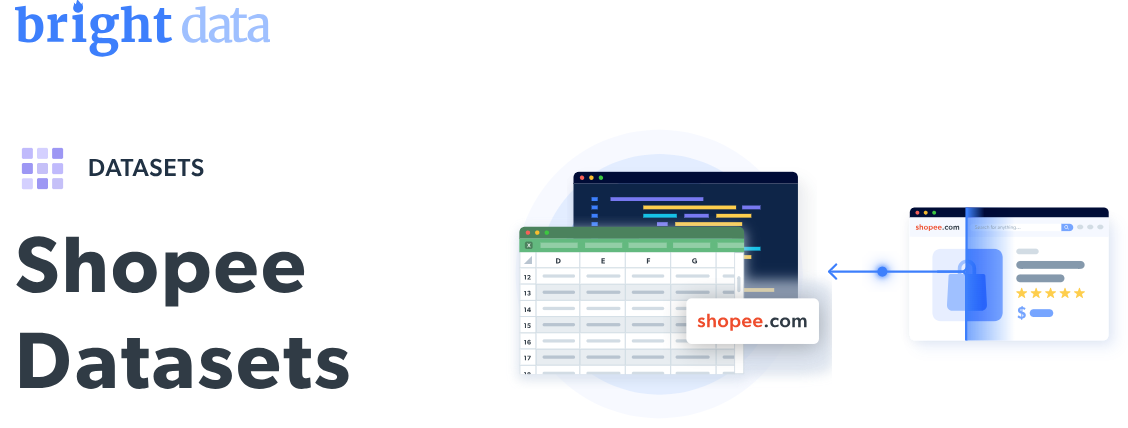 bright data
DATASETS
Shopee
Datasets
X
D E F G
12
13
14
15
16
17
shopee.com
shopee.com
$